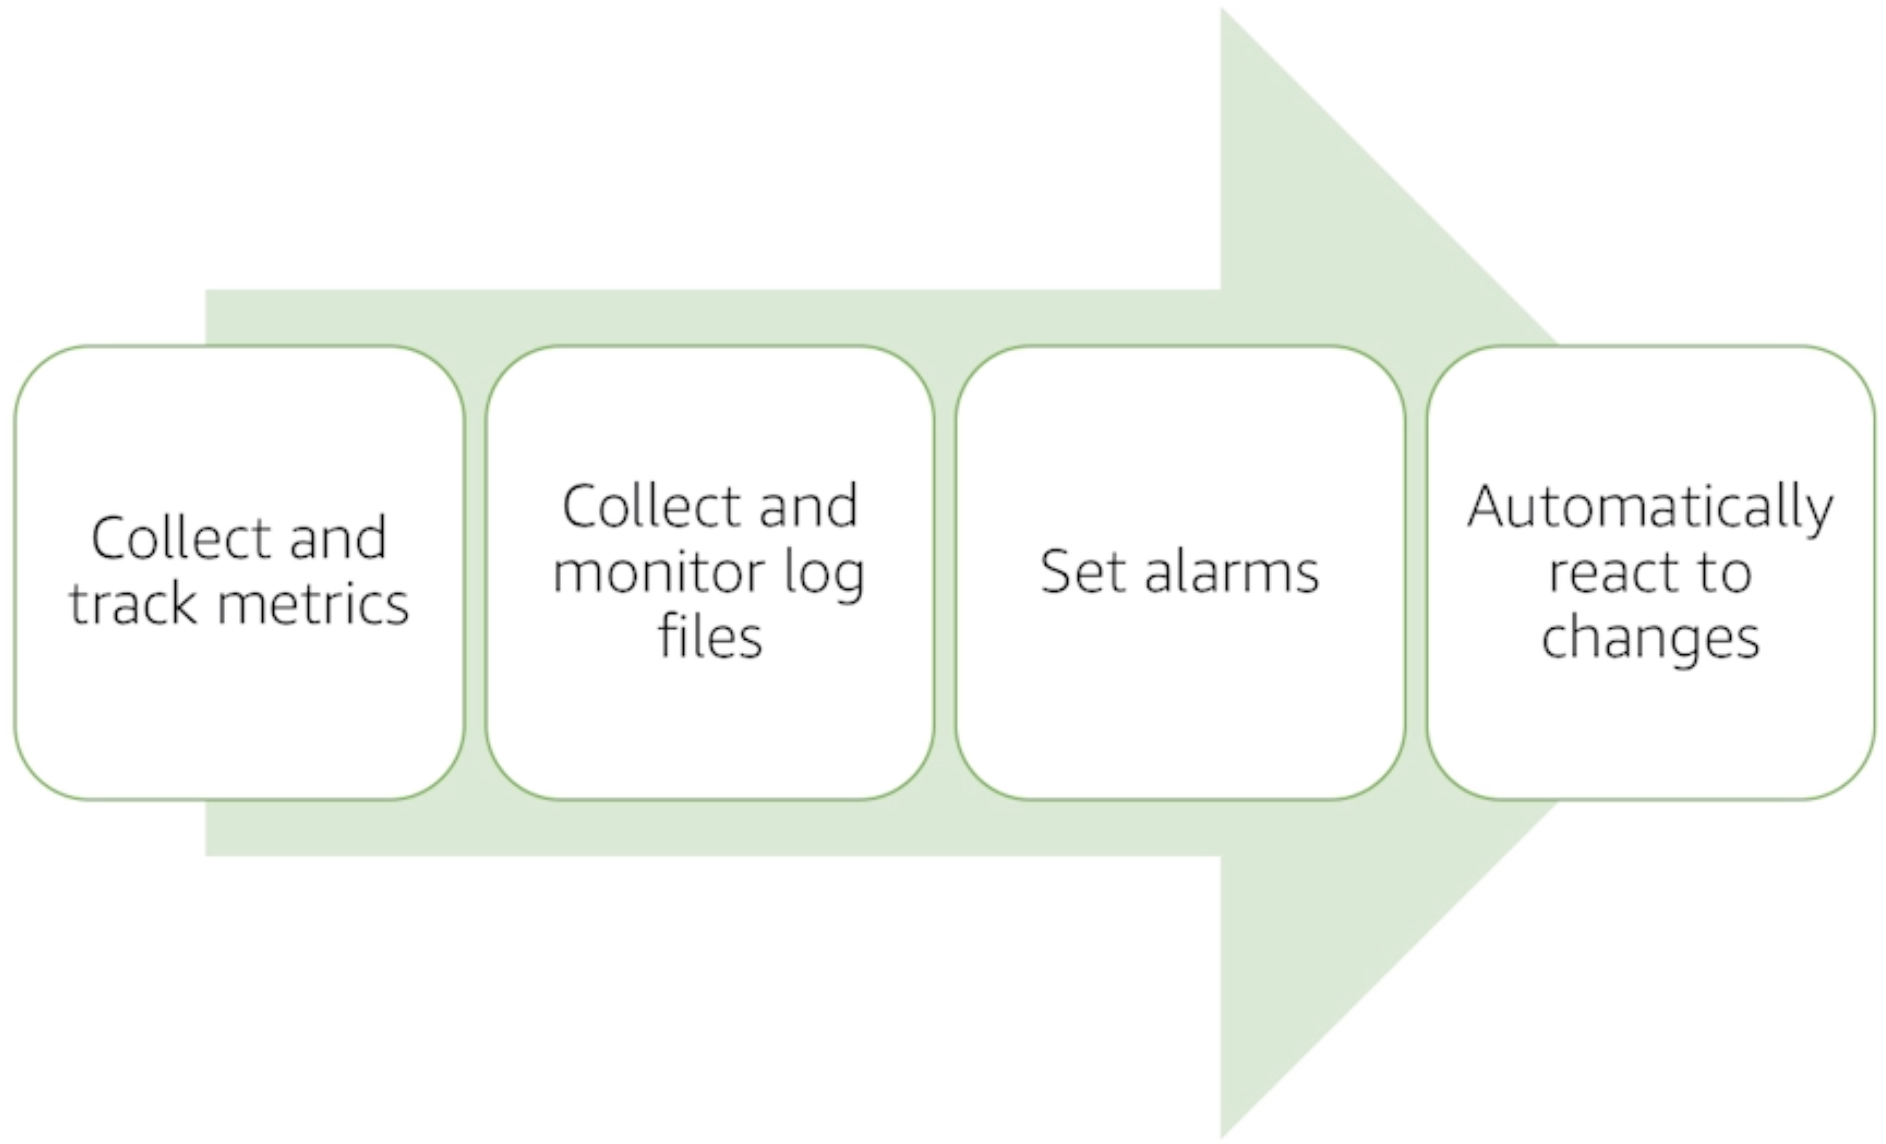 Collect and
track metrics
Collect and
monitor log
files
Set alarms
Automatically
react to
changes